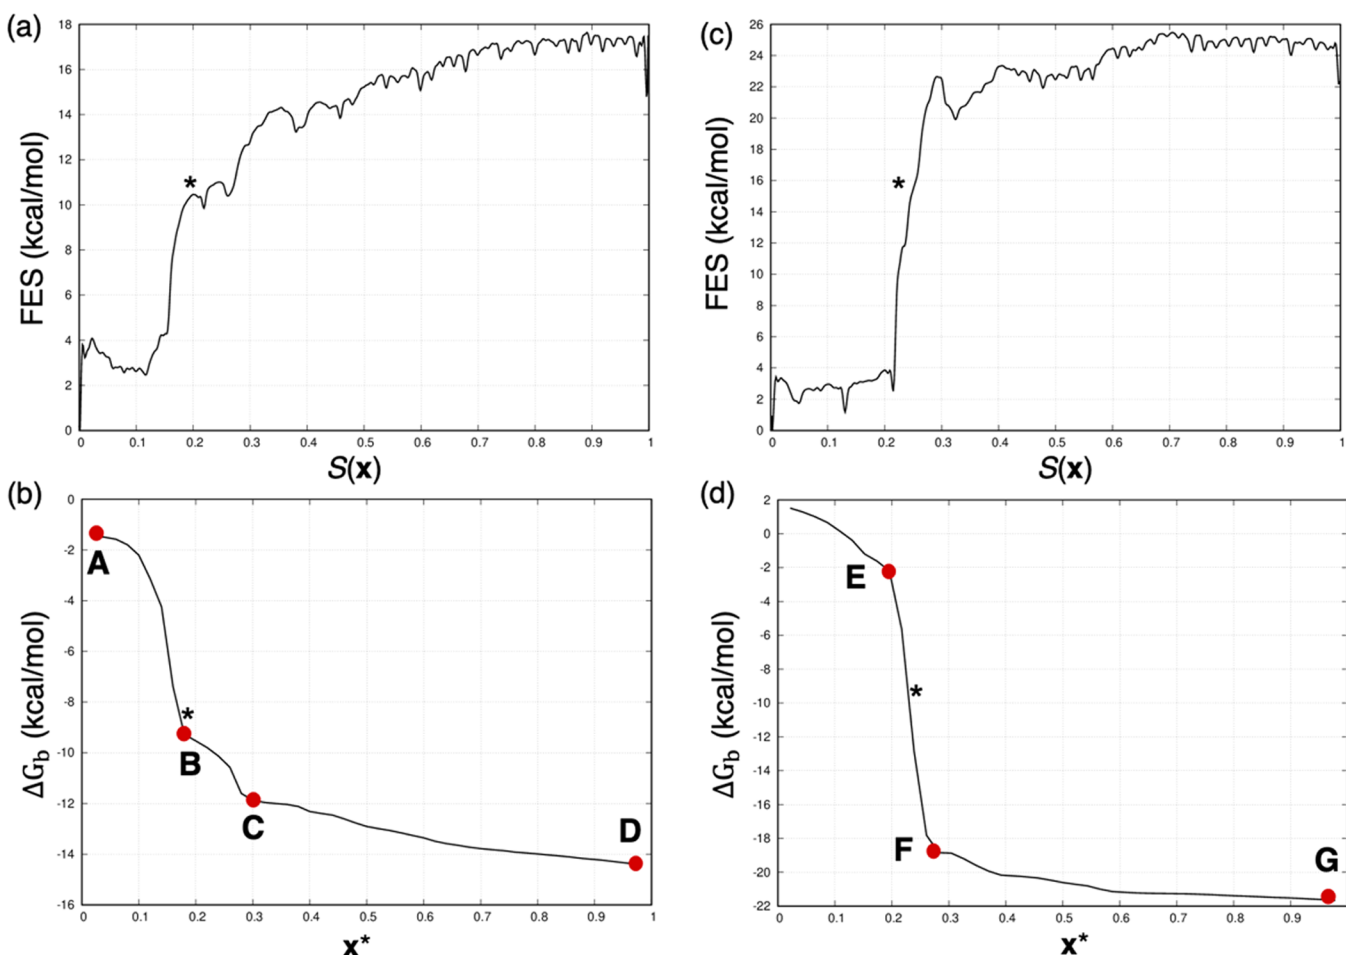 (a)
FES (kcal/mol)
18
16
14
12
10
8
6
4
2
0
*
0 0.1 0.2 0.3 0.4 0.5 0.6 0.7 0.8 0.9 1
S(x)
(c)
FES (kcal/mol)
26
24
22
20
18
16
14
12
10
8
6
4
2
0
*
0 0.1 0.2 0.3 0.4 0.5 0.6 0.7 0.8 0.9 1
S(x)
(b)
ΔG_b (kcal/mol)
0
-2
-4
-6
-8
-10
-12
-14
-16
A
*
B
C
D
0 0.1 0.2 0.3 0.4 0.5 0.6 0.7 0.8 0.9 1
x*
(d)
ΔG_b (kcal/mol)
2
0
-2
-4
-6
-8
-10
-12
-14
-16
-18
-20
-22
E
*
F
G
0 0.1 0.2 0.3 0.4 0.5 0.6 0.7 0.8 0.9
x*